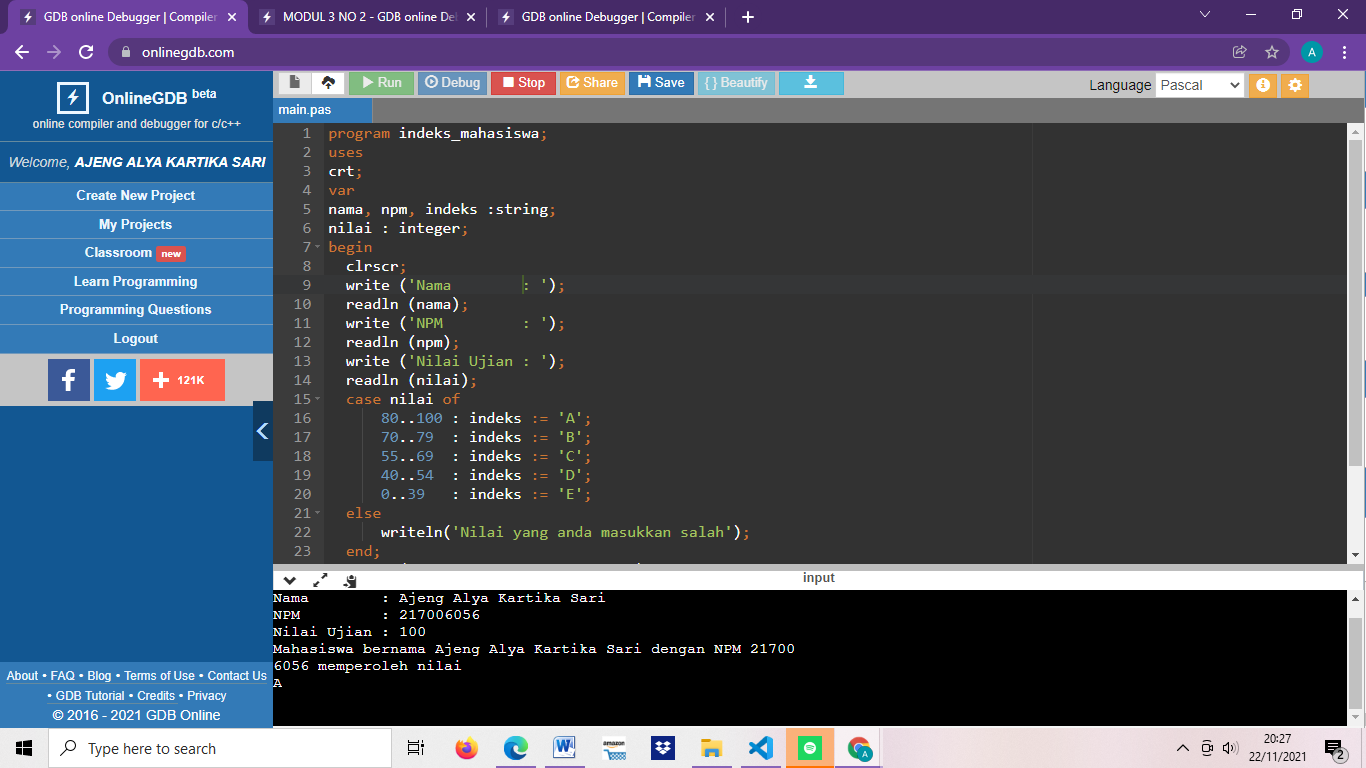 GDB online Debugger | Compiler
MODUL 3 NO 2 - GDB online De
GDB online Debugger | Compiler
onlinegdb.com
A
OnlineGDB beta
online compiler and debugger for c/c++
Welcome, AJENG ALYA KARTIKA SARI
Create New Project
My Projects
Classroom new
Learn Programming
Programming Questions
Logout
f + 121K
About • FAQ • Blog • Terms of Use • Contact Us
• GDB Tutorial • Credits • Privacy
© 2016 - 2021 GDB Online
Run Debug Stop Share Save { } Beautify
Language Pascal
main.pas
1 program indeks_mahasiswa;
2 uses
3 crt;
4 var
5 nama, npm, indeks :string;
6 nilai : integer;
7 begin
8 clrscr;
9 write ('Nama        : ');
10 readln (nama);
11 write ('NPM         : ');
12 readln (npm);
13 write ('Nilai Ujian : ');
14 readln (nilai);
15 case nilai of
16 80..100 : indeks := 'A';
17 70..79  : indeks := 'B';
18 55..69  : indeks := 'C';
19 40..54  : indeks := 'D';
20 0..39   : indeks := 'E';
21 else
22 writeln('Nilai yang anda masukkan salah');
23 end;
input
Nama        : Ajeng Alya Kartika Sari
NPM         : 217006056
Nilai Ujian : 100
Mahasiswa bernama Ajeng Alya Kartika Sari dengan NPM 21700
6056 memperoleh nilai
A
Type here to search
W
amazon
A
20:27
22/11/2021
2